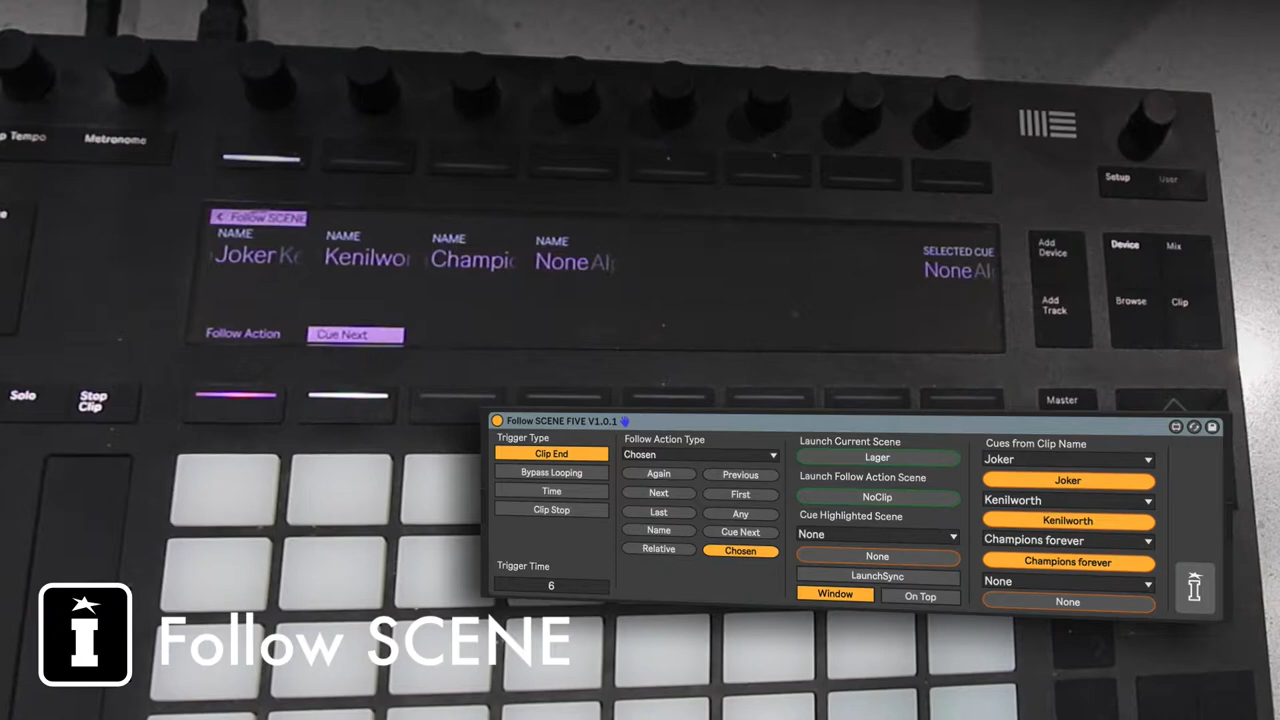 Tempo
Metronome
Setup
User
Follow SCENE
NAME
NAME
NAME
NAME
SELECTED CUE
Joker
Kenilwor
Champi
None
None
Follow Action
Cue Next
Add
Device
Add
Track
Device
Mix
Browse
Clip
Solo
Stop
Clip
Master
Follow SCENE FIVE V1.0.1
Trigger Type
Clip End
Bypass Looping
Time
Clip Stop
Trigger Time
6
Follow Action Type
Chosen
Again
Previous
Next
First
Last
Any
Name
Cue Next
Relative
Chosen
Launch Current Scene
Lager
Launch Follow Action Scene
NoClip
Cue Highlighted Scene
None
None
LaunchSync
Window
On Top
Cues from Clip Name
Joker
Joker
Kenilworth
Kenilworth
Champions forever
Champions forever
None
None
Follow SCENE